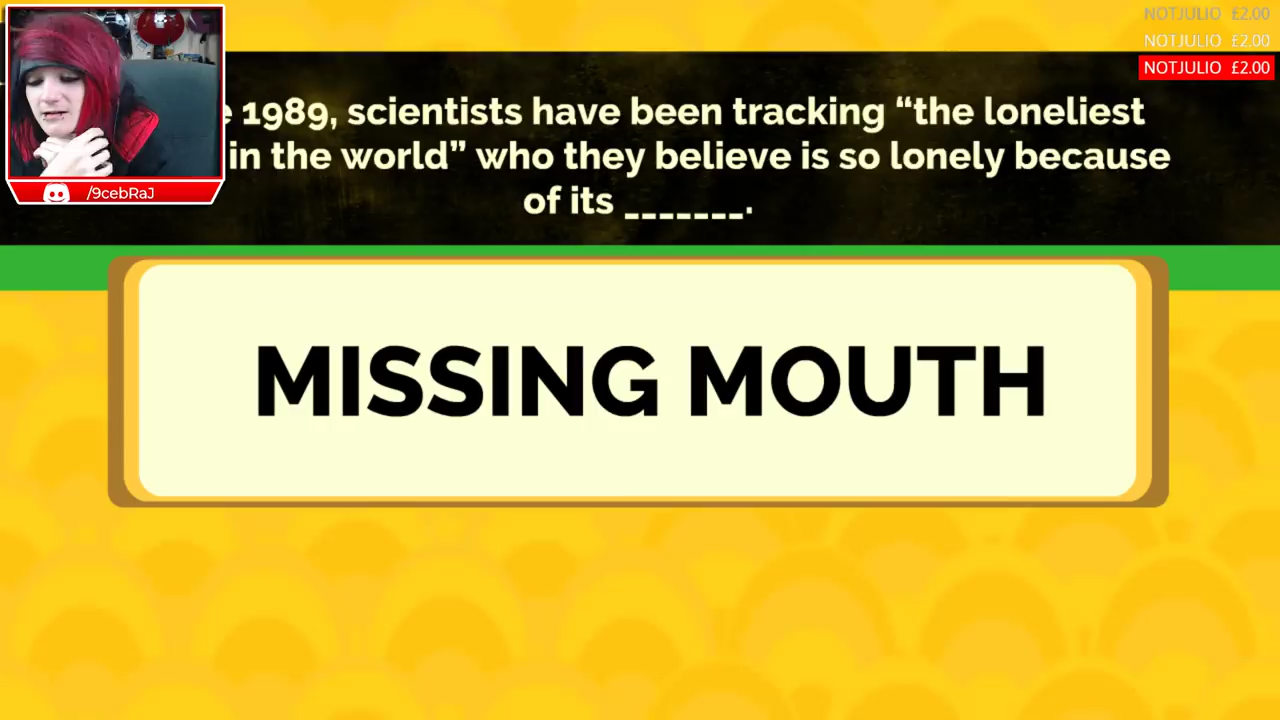 NOTJULIO £2.00
NOTJULIO £2.00
NOTJULIO £2.00
1989, scientists have been tracking “the loneliest
in the world” who they believe is so lonely because
of its _______.
/9cebRaJ
MISSING MOUTH